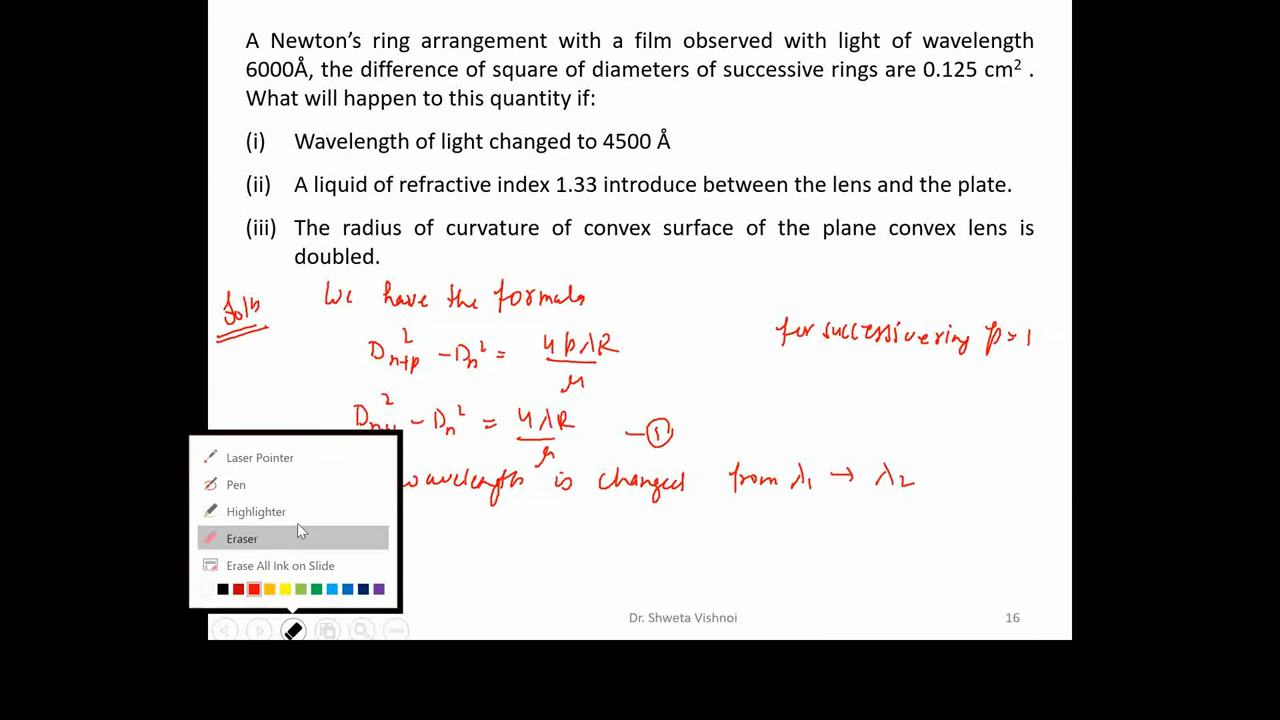 A Newton's ring arrangement with a film observed with light of wavelength
6000Å, the difference of square of diameters of successive rings are 0.125 cm² .
What will happen to this quantity if:
(i) Wavelength of light changed to 4500 Å
(ii) A liquid of refractive index 1.33 introduce between the lens and the plate.
(iii) The radius of curvature of convex surface of the plane convex lens is
doubled.
Soln We have the formula
for successive ring p = 1
D²ₙ₊ₚ - Dₙ² = 4pλR / μ
- Dₙ² = 4λR / μ — ①
wavelength is changed from λ₁ → λ₂
Laser Pointer
Pen
Highlighter
Eraser
Erase All Ink on Slide
Dr. Shweta Vishnoi
16